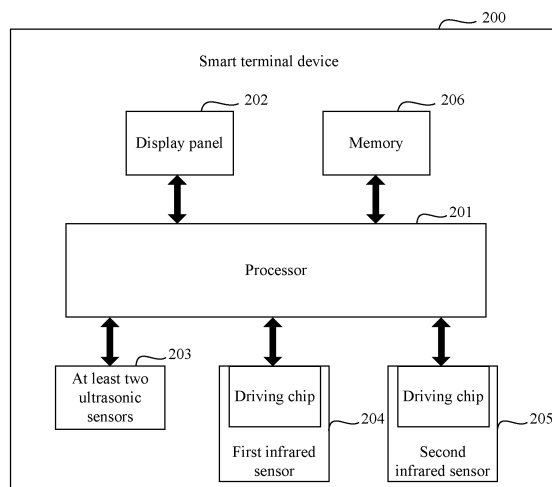 200
Smart terminal device
202
206
Display panel
Memory
201
Processor
203
At least two
ultrasonic
sensors
Driving chip
204
First infrared
sensor
Driving chip
205
Second
infrared sensor